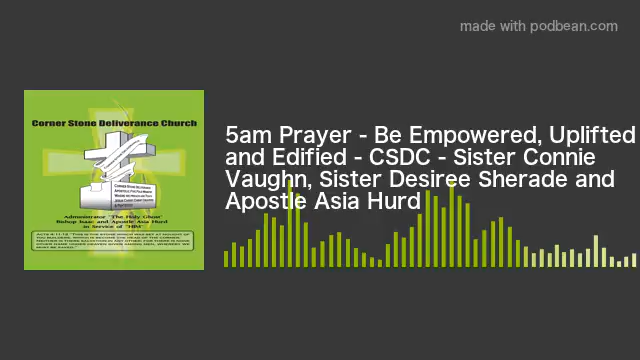 made with podbean.com
Corner Stone Deliverance Church
5am Prayer - Be Empowered, Uplifted
and Edified - CSDC - Sister Connie
Vaughn, Sister Desiree Sherade and
Apostle Asia Hurd
Administrator "The Holy Ghost"
Bishop Isaac and Apostle Asia Hurd
In Service of "HIM"